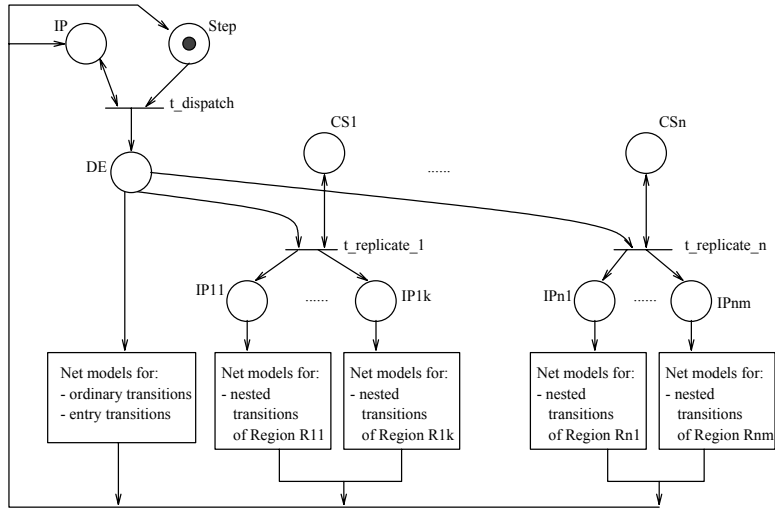 IP
Step
t_dispatch
CS1
CSn
DE
......
t_replicate_1
t_replicate_n
IP11
......
IP1k
IPn1
......
IPnm
Net models for:
- ordinary transitions
- entry transitions
Net models for:
- nested
transitions
of Region R11
Net models for:
- nested
transitions
of Region R1k
Net models for:
- nested
transitions
of Region Rn1
Net models for:
- nested
transitions
of Region Rnm